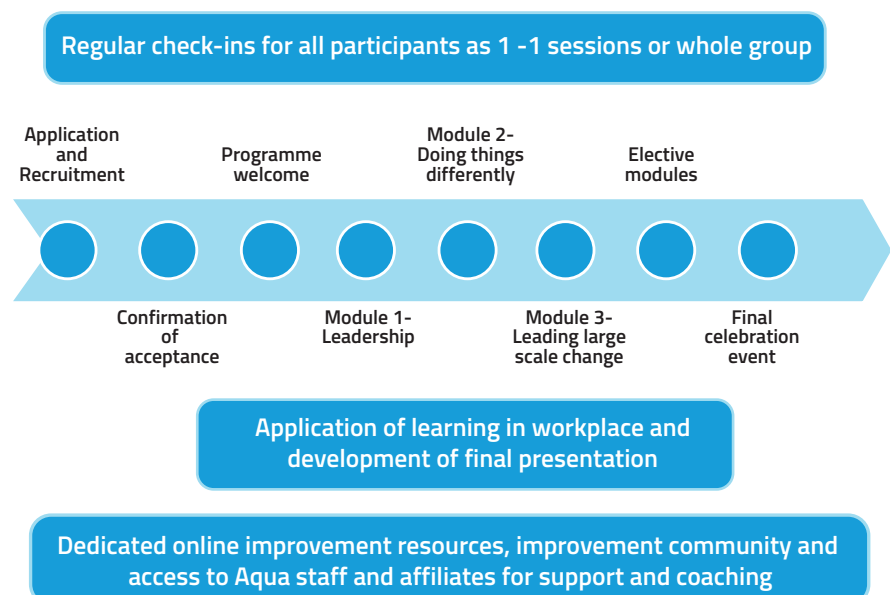 Regular check-ins for all participants as 1 -1 sessions or whole group
Application
and
Recruitment
Programme
welcome
Module 2-
Doing things
differently
Elective
modules
Confirmation
of
acceptance
Module 1-
Leadership
Module 3-
Leading large
scale change
Final
celebration
event
Application of learning in workplace and
development of final presentation
Dedicated online improvement resources, improvement community and
access to Aqua staff and affiliates for support and coaching